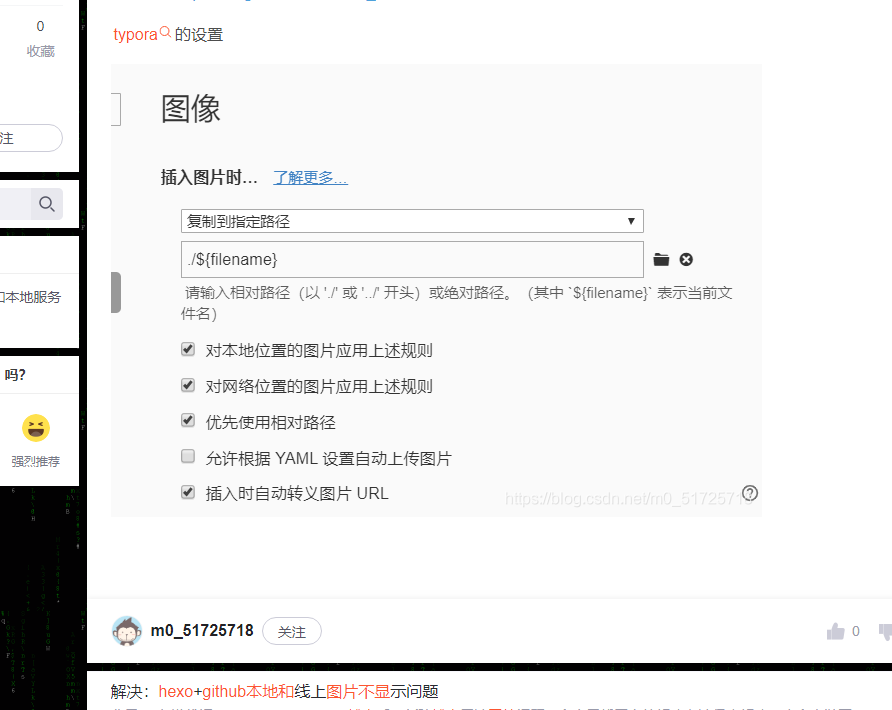 0
收藏
注
口本地服务
吗?
强烈推荐
typora的设置
图像
插入图片时... 了解更多...
复制到指定路径
./${filename}
请输入相对路径（以 './' 或 '../' 开头）或绝对路径。（其中 `${filename}` 表示当前文
件名）
对本地位置的图片应用上述规则
对网络位置的图片应用上述规则
优先使用相对路径
允许根据 YAML 设置自动上传图片
插入时自动转义图片 URL
https://blog.csdn.net/m0_51725718
m0_51725718 关注
0
解决：hexo+github本地和线上图片不显示问题